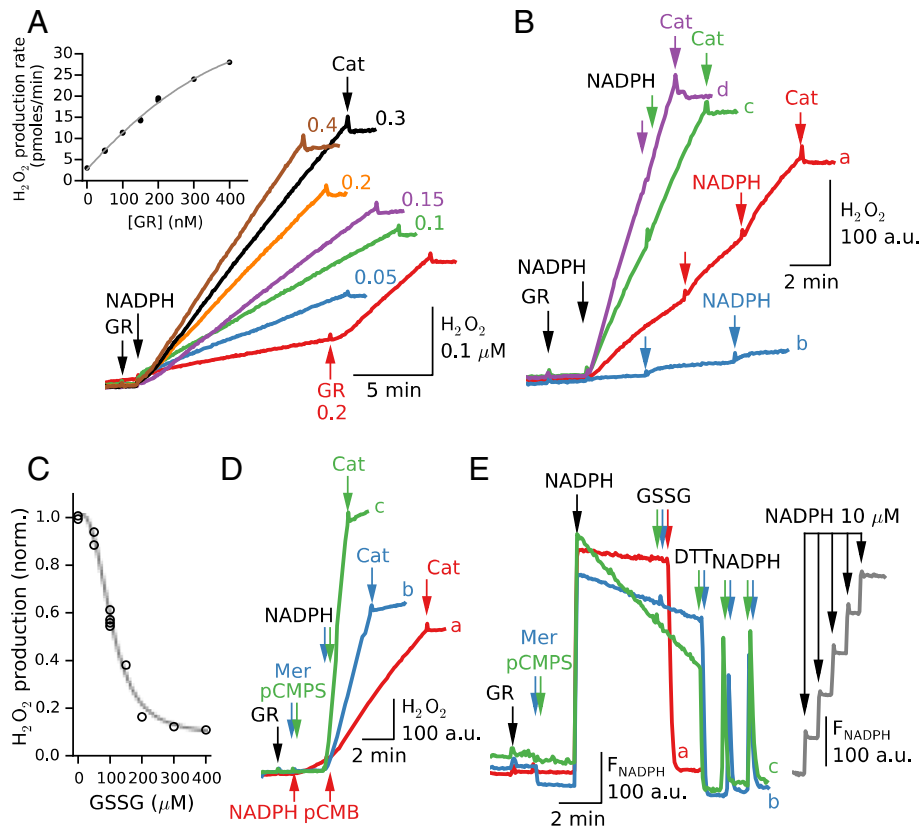 A
H2O2 production rate
(pmoles/min)
30
25
20
15
10
5
0
0 100 200 300 400
[GR] (nM)
Cat
0.4
0.3
0.2
0.15
0.1
0.05
NADPH
GR
GR
0.2
H2O2
0.1 μM
5 min
B
Cat
Cat
NADPH
d
c
Cat
a
NADPH
NADPH
GR
NADPH
b
H2O2
100 a.u.
2 min
C
H2O2 production (norm.)
1.0
0.8
0.6
0.4
0.2
0.0
0 100 200 300 400
GSSG (μM)
D
Cat
c
Cat
b
Cat
a
NADPH
Mer
pCMPS
GR
NADPH pCMB
H2O2
100 a.u.
2 min
E
NADPH
GSSG
DTT NADPH
Mer
pCMPS
GR
a
c
b
FNADPH
100 a.u.
2 min
NADPH 10 μM
FNADPH
100 a.u.